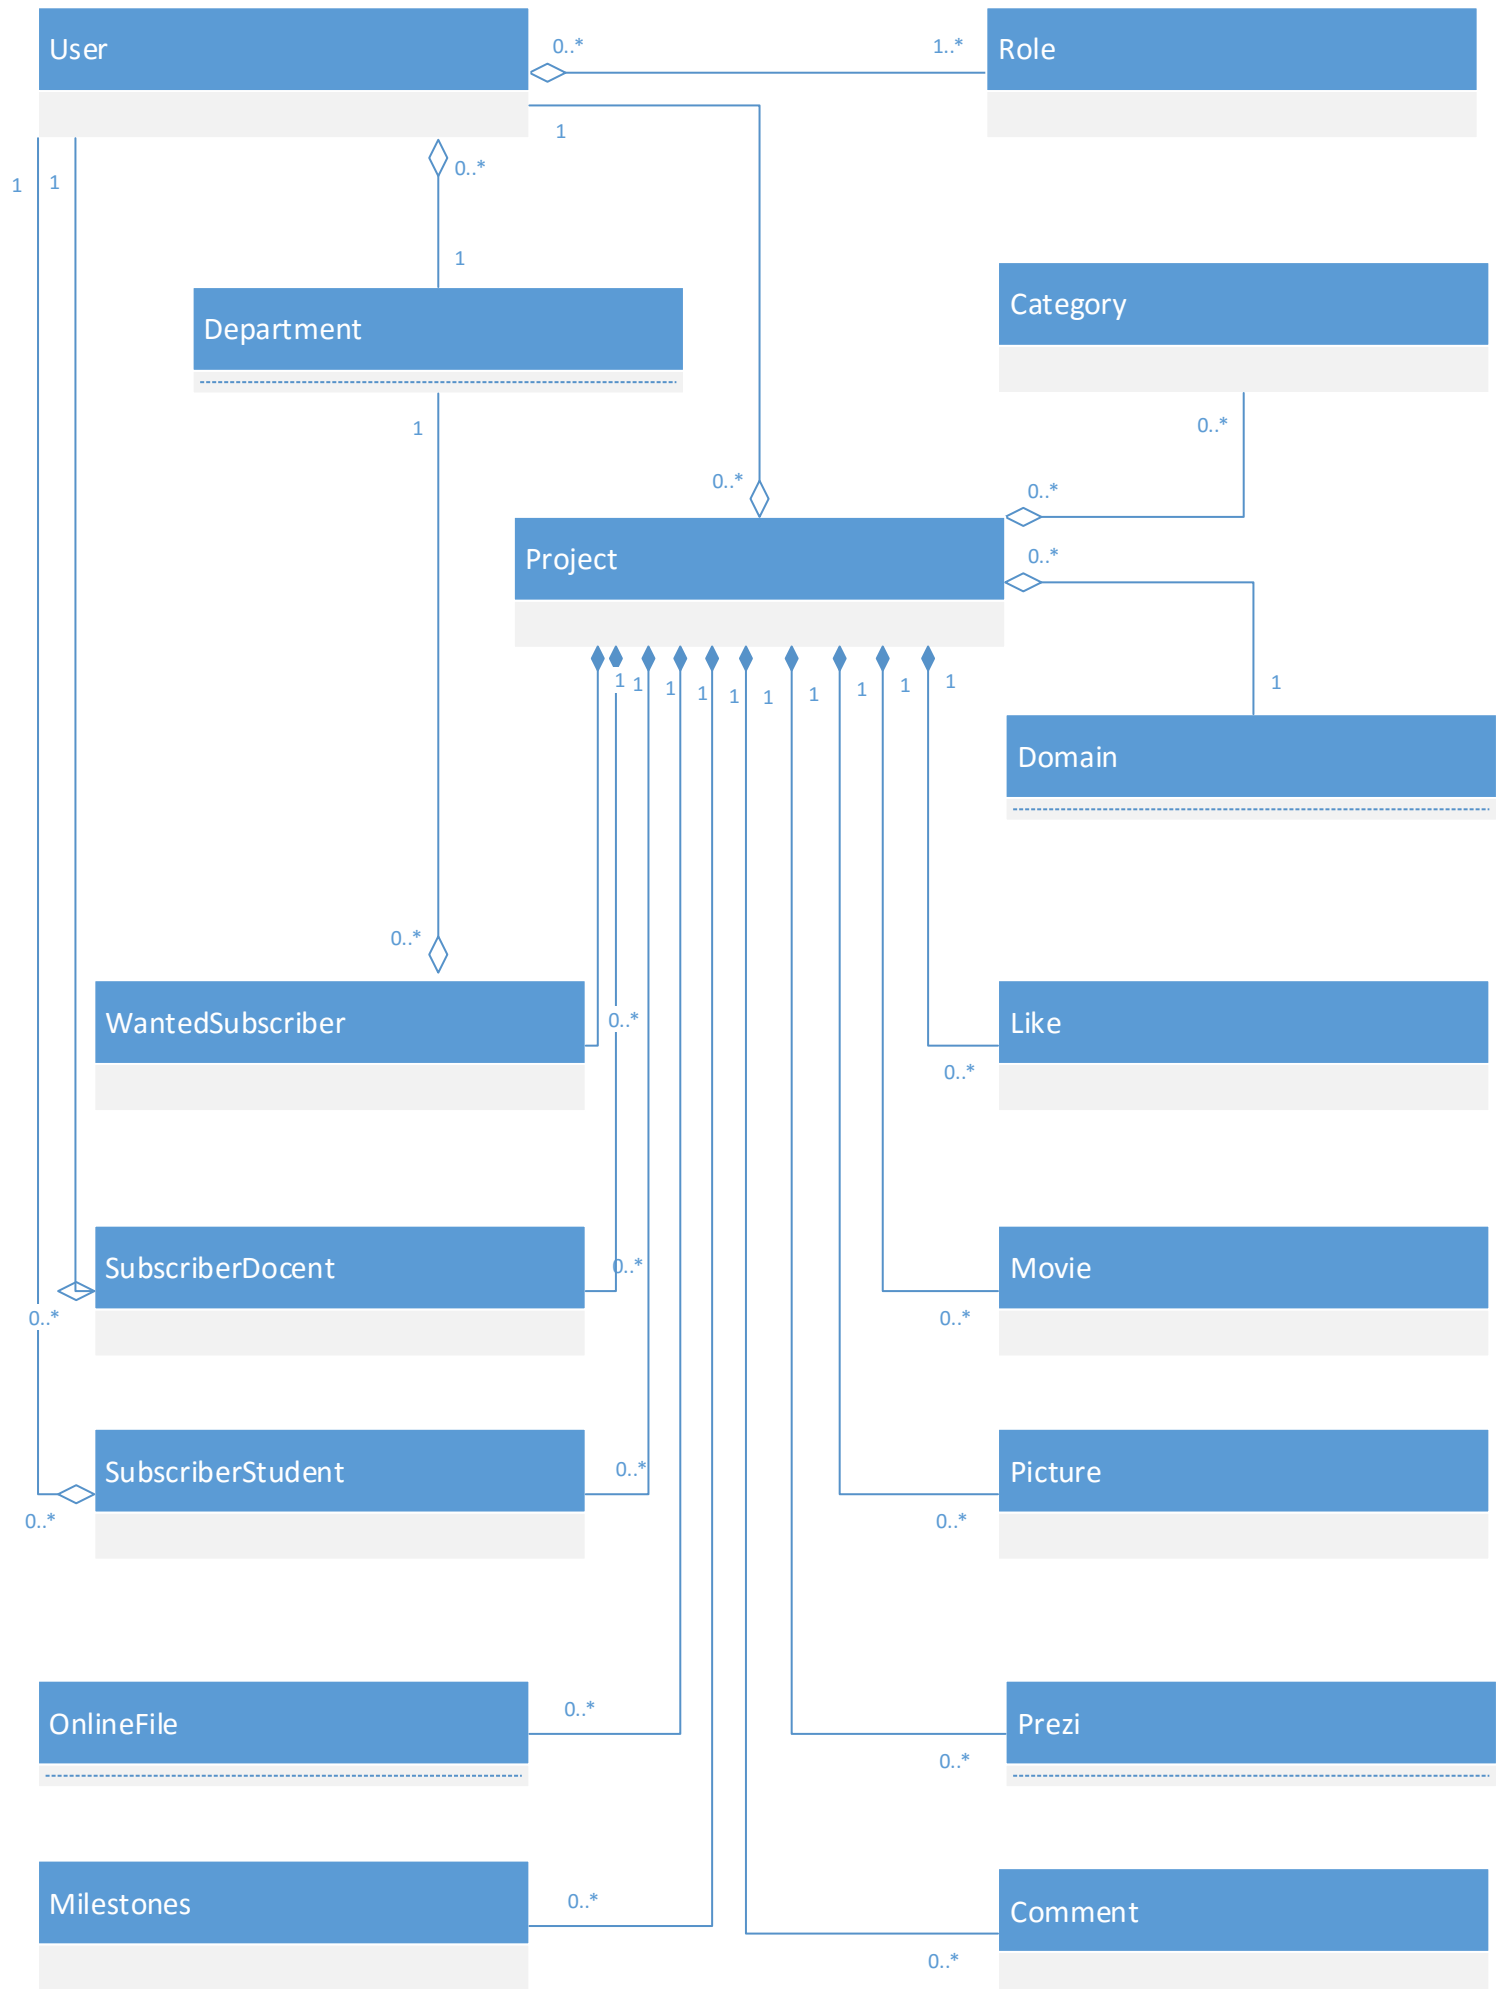 User
0..*
1..*
Role
1
0..*
1
1
1
Category
Department
1
0..*
0..*
0..*
0..*
Project
1
1
1
1
1
1
1
1
1
1
1
Domain
0..*
WantedSubscriber
0..*
Like
0..*
SubscriberDocent
0..*
Movie
0..*
0..*
SubscriberStudent
0..*
Picture
0..*
0..*
OnlineFile
0..*
Prezi
0..*
Milestones
0..*
Comment
0..*